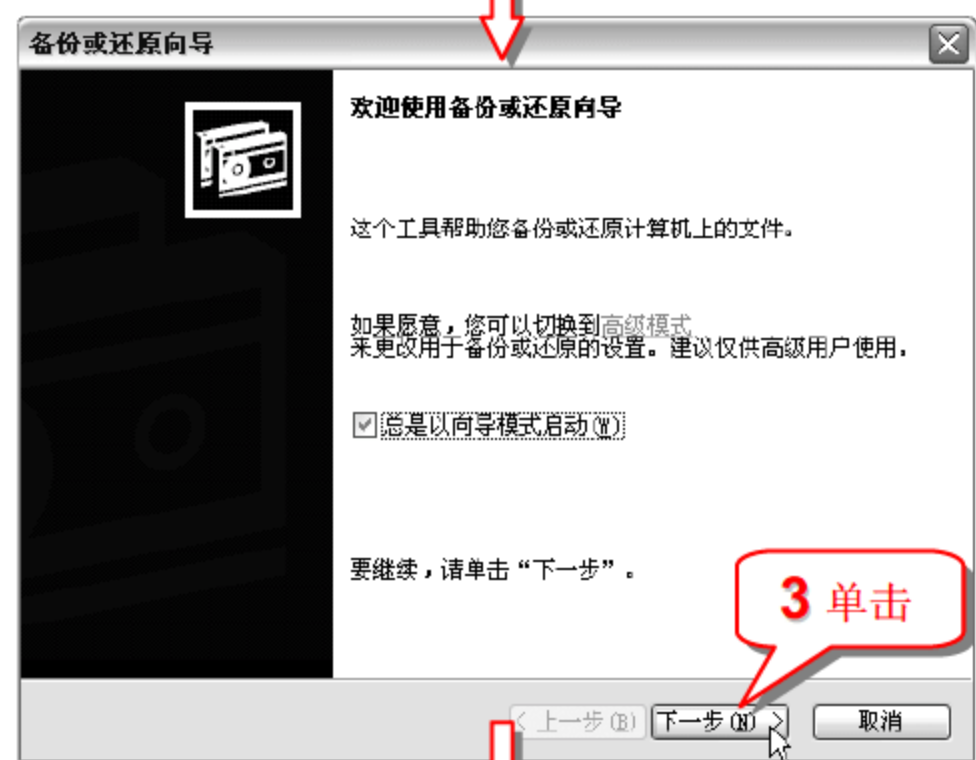 备份或还原向导
欢迎使用备份或还原向导
这个工具帮助您备份或还原计算机上的文件。
如果愿意，您可以切换到高级模式
来更改用于备份或还原的设置。建议仅供高级用户使用。
总是以向导模式启动(W)
要继续，请单击“下一步”。
3 单击
< 上一步(B) 下一步(N) > 取消